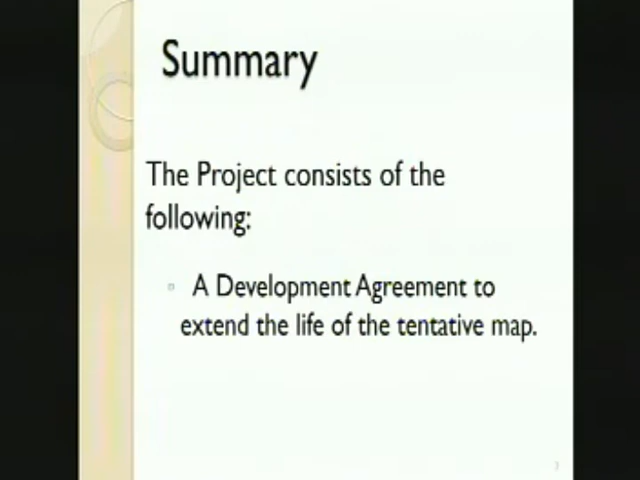 Summary
The Project consists of the
following:
A Development Agreement to
extend the life of the tentative map.